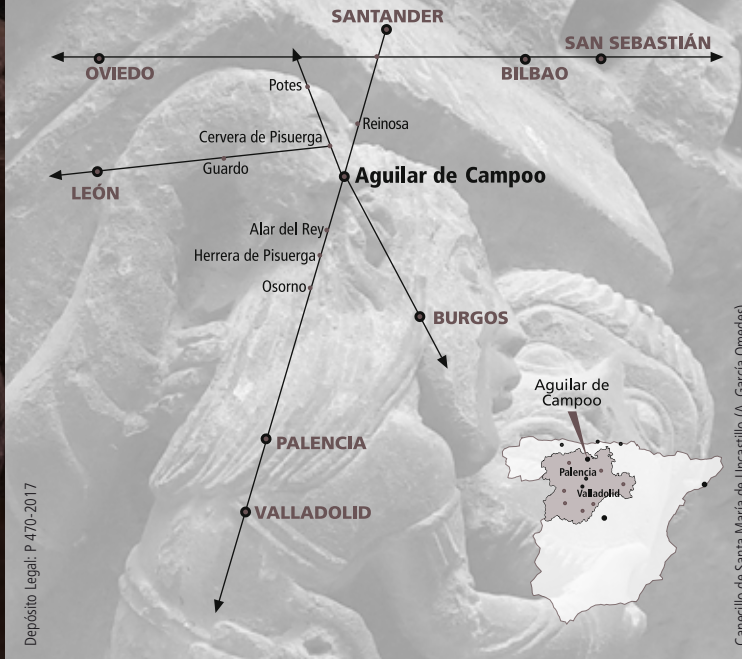 SANTANDER
SAN SEBASTIÁN
OVIEDO
BILBAO
Potes
Reinosa
Cervera de Pisuerga
Guardo
Aguilar de Campoo
LEÓN
Alar del Rey
Herrera de Pisuerga
Osorno
BURGOS
Aguilar de
Campoo
PALENCIA
Palencia
Valladolid
VALLADOLID
Depósito Legal: P 470-2017
Canecillo de Santa María de Uncastillo (A. García Omedes)